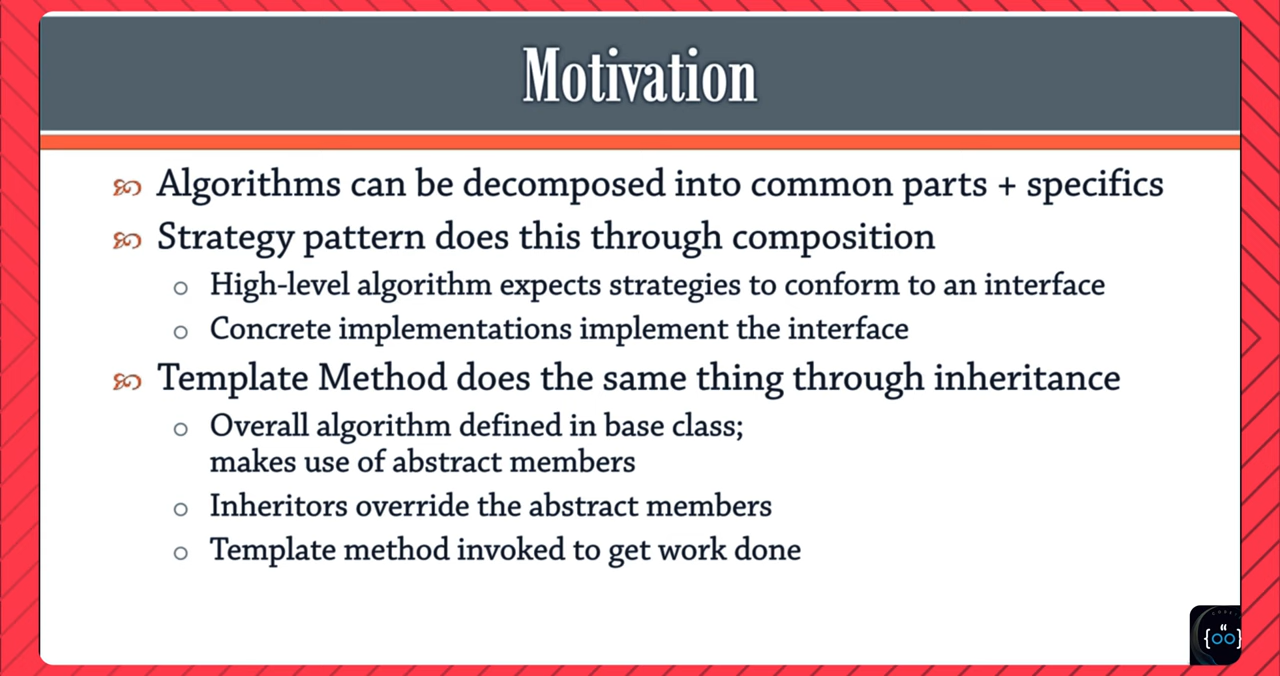 Motivation
Algorithms can be decomposed into common parts + specifics
Strategy pattern does this through composition
High-level algorithm expects strategies to conform to an interface
Concrete implementations implement the interface
Template Method does the same thing through inheritance
Overall algorithm defined in base class;
makes use of abstract members
Inheritors override the abstract members
Template method invoked to get work done